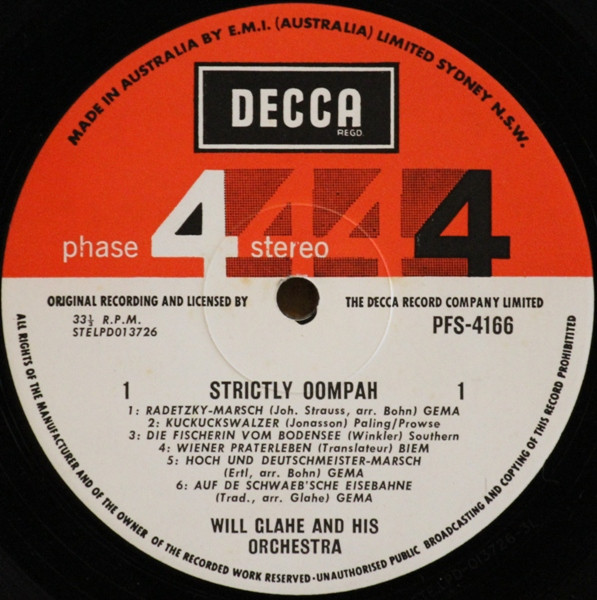 MADE IN AUSTRALIA BY E.M.I. (AUSTRALIA) LIMITED SYDNEY N.S.W.
DECCA
REGD.
phase 4 stereo 4 4 4
ORIGINAL RECORDING AND LICENSED BY THE DECCA RECORD COMPANY LIMITED
33⅓ R.P.M.
STELPD013726
PFS-4166
1 STRICTLY OOMPAH 1
1: RADETZKY-MARSCH (Joh. Strauss, arr. Bohn) GEMA
2: KUCKUCKSWALZER (Jonasson) Paling/Prowse
3: DIE FISCHERIN VOM BODENSEE (Winkler) Southern
4: WIENER PRATERLEBEN (Translateur) BIEM
5: HOCH UND DEUTSCHMEISTER-MARSCH
(Ertl, arr. Bohn) GEMA
6: AUF DE SCHWAEB'SCHE EISEBAHNE
(Trad., arr. Glahe) GEMA
WILL GLAHE AND HIS
ORCHESTRA
ALL RIGHTS OF THE MANUFACTURER AND OF THE OWNER OF THE RECORDED WORK RESERVED · UNAUTHORISED PUBLIC BROADCASTING AND COPYING OF THIS RECORD PROHIBITITED